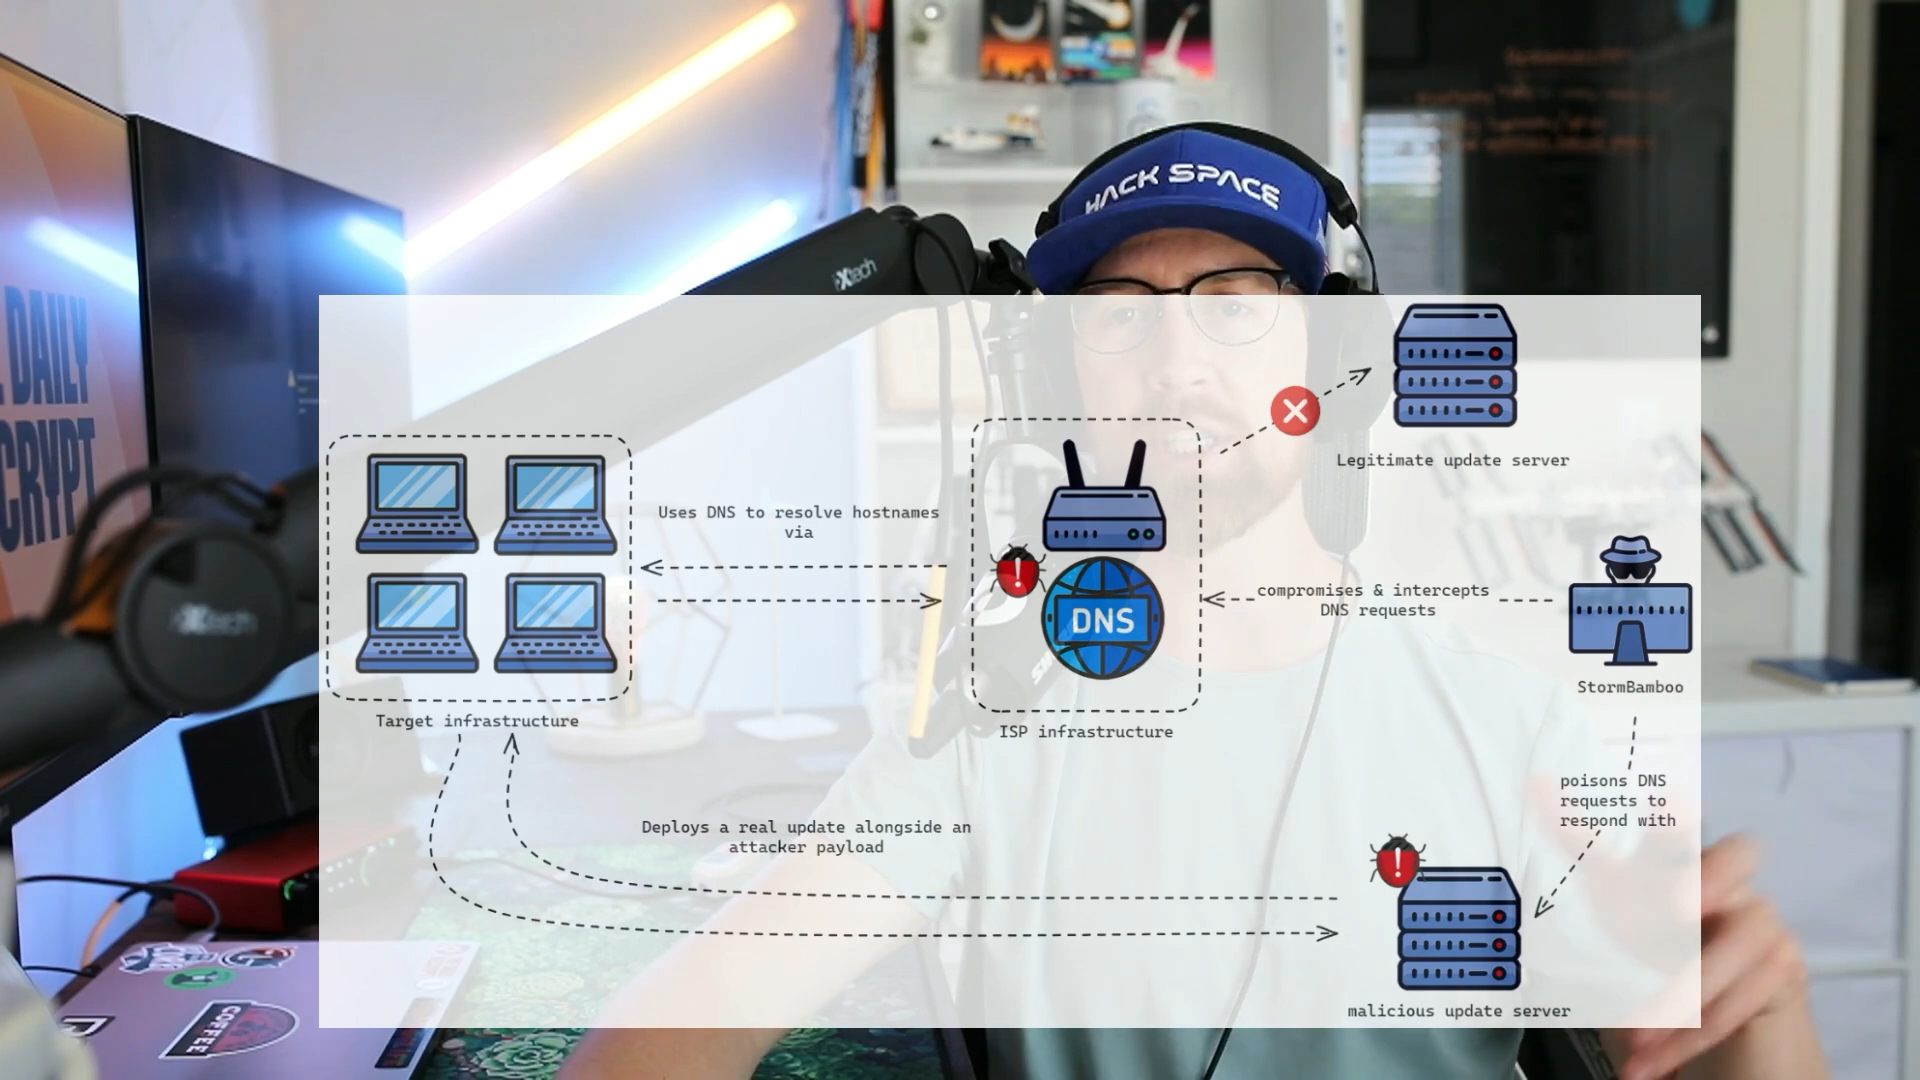 HACK SPACE
DAILY
CRYPT
Legitimate update server
Uses DNS to resolve hostnames
via
DNS
compromises & intercepts
DNS requests
StormBamboo
Target infrastructure
ISP infrastructure
poisons DNS
requests to
respond with
Deploys a real update alongside an
attacker payload
malicious update server
COFFEE